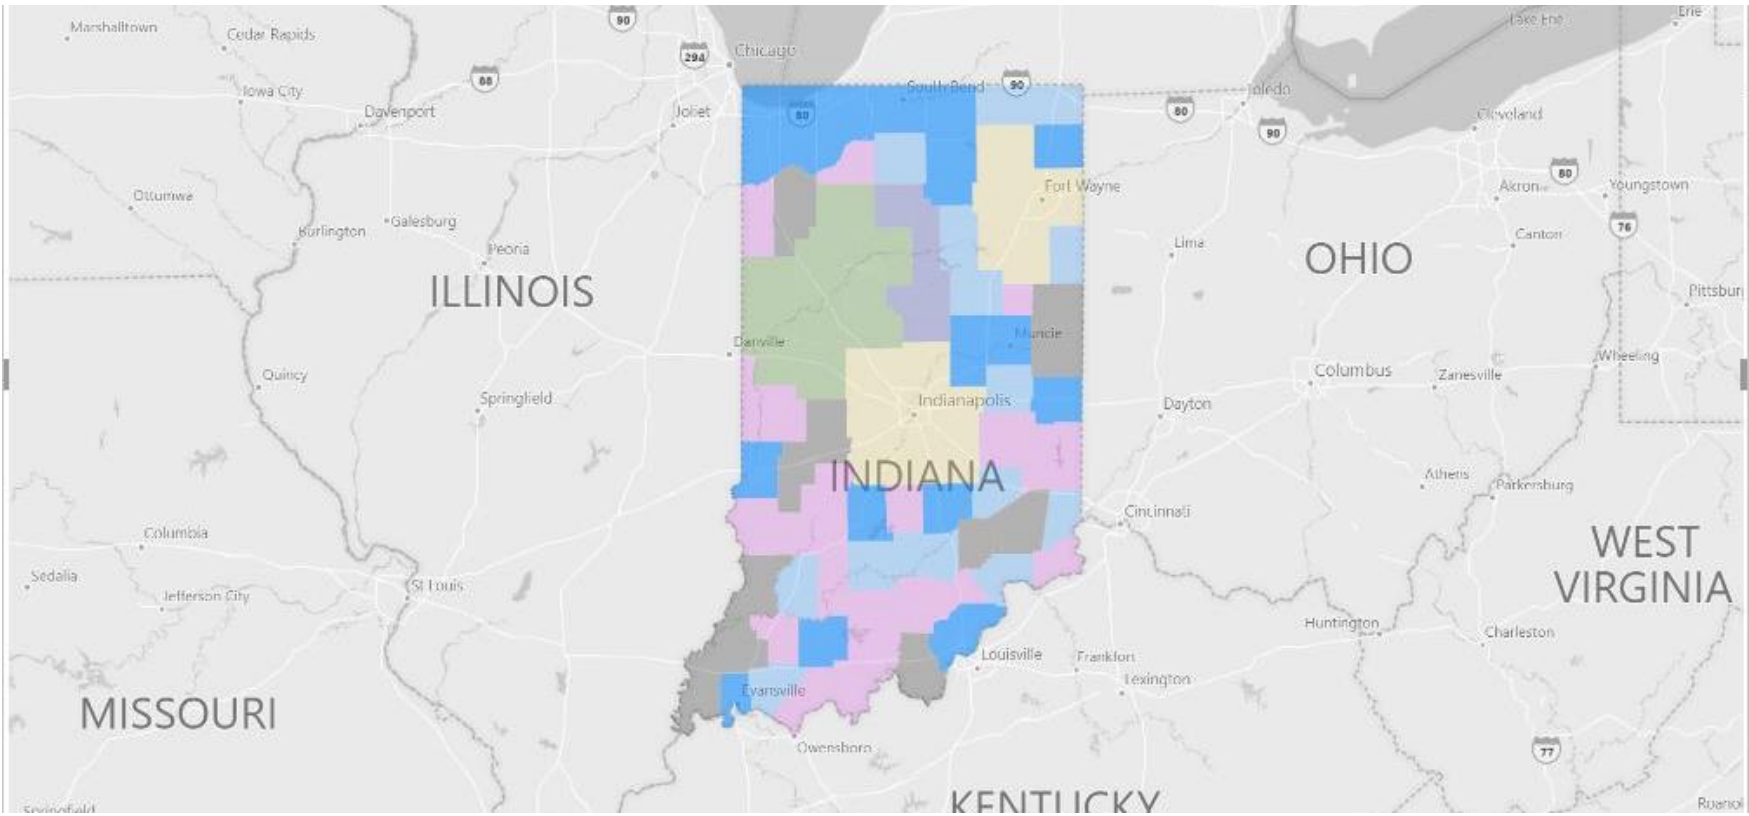 Marshalltown
Cedar Rapids
90
294
Chicago
Lake Erie
Erie
88
Iowa City
Davenport
Joliet
80
South Bend
90
80
Toledo
90
Cleveland
Ottumwa
Galesburg
Burlington
Peoria
Fort Wayne
Akron
80
Youngstown
76
Lima
Canton
ILLINOIS
OHIO
Pittsbur
Danville
Muncie
Quincy
Springfield
Indianapolis
Dayton
Columbus
Zanesville
Wheeling
INDIANA
Athens
Parkersburg
Cincinnati
Columbia
WEST
VIRGINIA
Sedalia
Jefferson City
St Louis
Louisville
Frankfort
Lexington
Huntington
Charleston
MISSOURI
Evansville
Owensboro
77
KENTUCKY
Springfield
Roanol